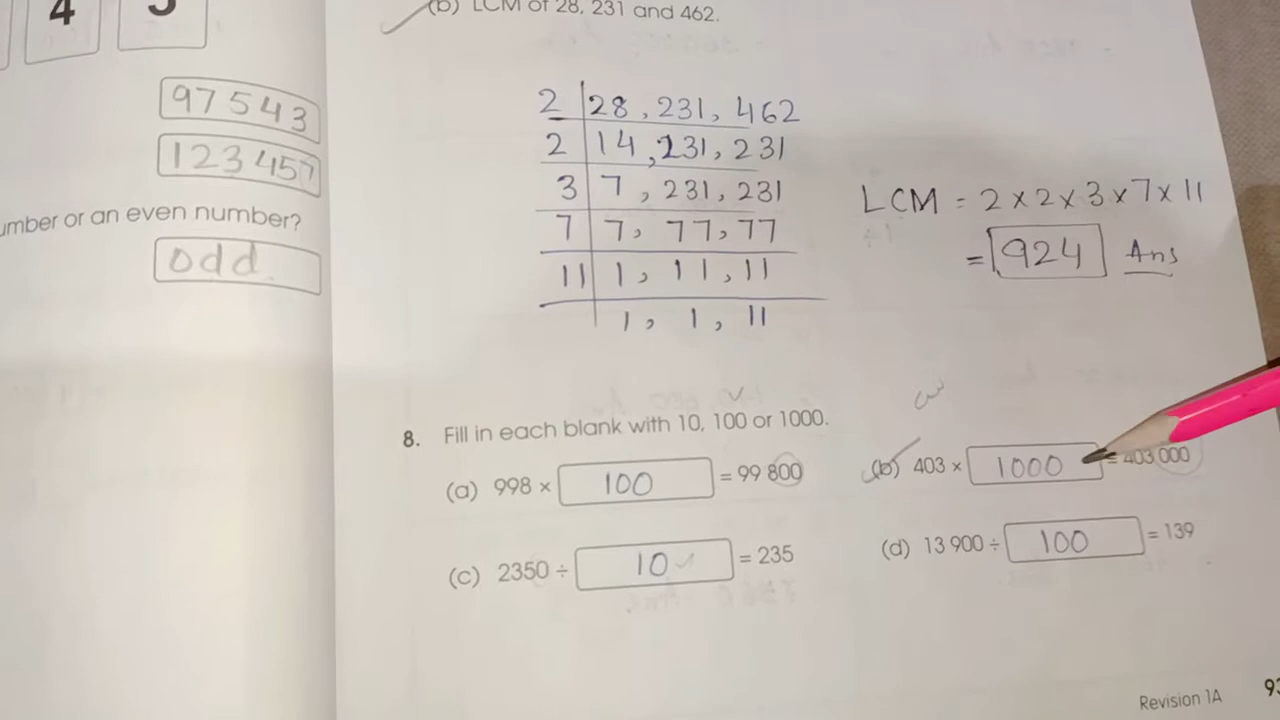 4
97543
123457
umber or an even number?
odd
(b) LCM of 28, 231 and 462.
2 28, 231, 462
2 14, 231, 231
3 7, 231, 231
7 7, 77, 77
11 1, 11, 11
1, 1, 11
LCM = 2×2×3×7×11
= 924 Ans
8. Fill in each blank with 10, 100 or 1000.
(a) 998 × 100 = 99 800
(b) 403 × 1000 = 403 000
(c) 2350 ÷ 10 = 235
(d) 13 900 ÷ 100 = 139
Revision 1A